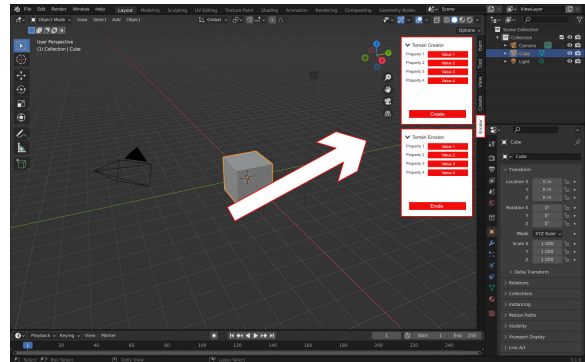 File Edit Render Window Help Layout Modeling Sculpting UV Editing Texture Paint Shading Animation Rendering Compositing Geometry Nodes Scene ViewLayer
Object Mode View Select Add Object Global
Options
User Perspective
(1) Collection | Cube
Scene Collection
Collection
Camera
Cube
Light
Item
Tool
View
Create
Erosion
Terrain Creator
Property 1 Value 1
Property 2 Value 2
Property 3 Value 3
Property 4 Value 4
Create
Terrain Erosion
Property 1 Value 1
Property 2 Value 2
Property 3 Value 3
Property 4 Value 4
Erode
Cube
Cube
Transform
Location X 0 m
Y 0 m
Z 0 m
Rotation X 0°
Y 0°
Z 0°
Mode XYZ Euler
Scale X 1.000
Y 1.000
Z 1.000
Delta Transform
Relations
Collections
Instancing
Motion Paths
Visibility
Viewport Display
Line Art
Playback Keying View Marker 1 Start 1 End 250
1 20 40 60 80 100 120 140 160 180 200 220 240
Select Box Select Dolly View Lasso Select